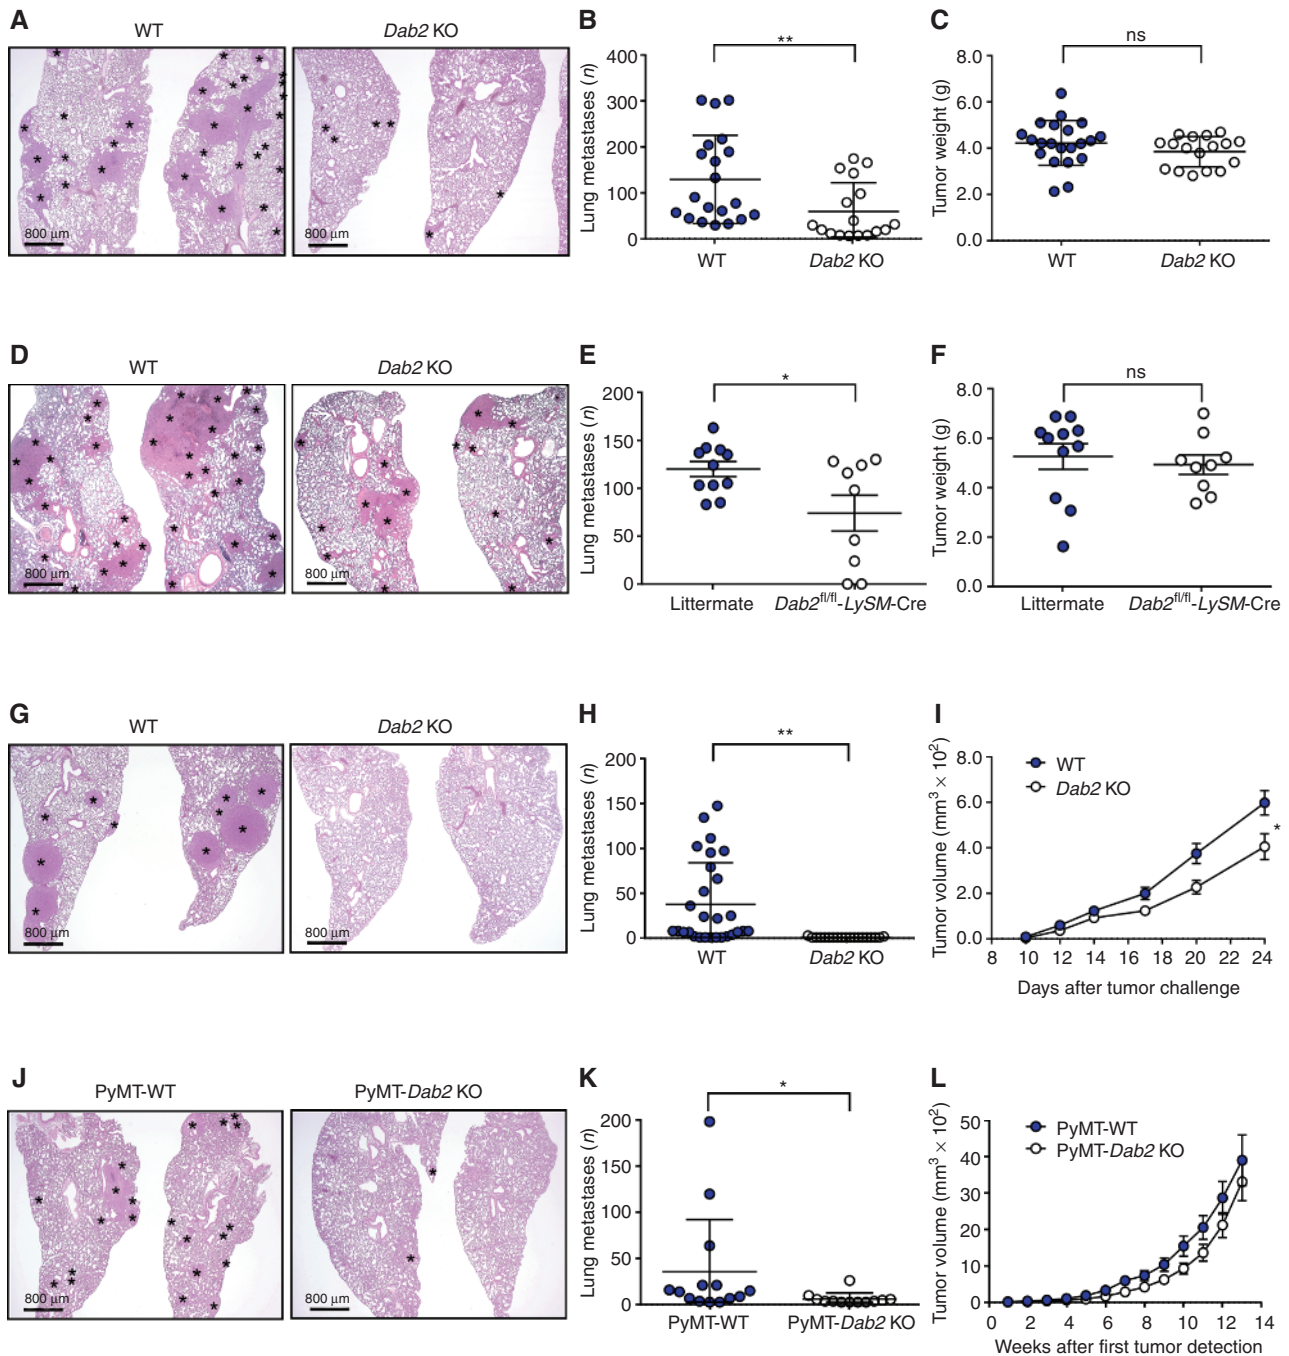 A
WT
Dab2 KO
800 µm
800 µm
B
Lung metastases (n)
400
300
200
100
0
**
WT
Dab2 KO
C
Tumor weight (g)
8.0
6.0
4.0
2.0
0.0
ns
WT
Dab2 KO
D
WT
Dab2 KO
800 µm
800 µm
E
Lung metastases (n)
200
150
100
50
0
*
Littermate
Dab2fl/fl-LySM-Cre
F
Tumor weight (g)
8.0
6.0
4.0
2.0
0.0
ns
Littermate
Dab2fl/fl-LySM-Cre
G
WT
Dab2 KO
800 µm
800 µm
H
Lung metastases (n)
200
150
100
50
0
**
WT
Dab2 KO
I
Tumor volume (mm³ × 10²)
8.0
6.0
4.0
2.0
0.0
WT
Dab2 KO
*
8 10 12 14 16 18 20 22 24
Days after tumor challenge
J
PyMT-WT
PyMT-Dab2 KO
800 µm
800 µm
K
Lung metastases (n)
200
150
100
50
0
*
PyMT-WT
PyMT-Dab2 KO
L
Tumor volume (mm³ × 10²)
50
40
30
20
10
0
PyMT-WT
PyMT-Dab2 KO
0 2 4 6 8 10 12 14
Weeks after first tumor detection